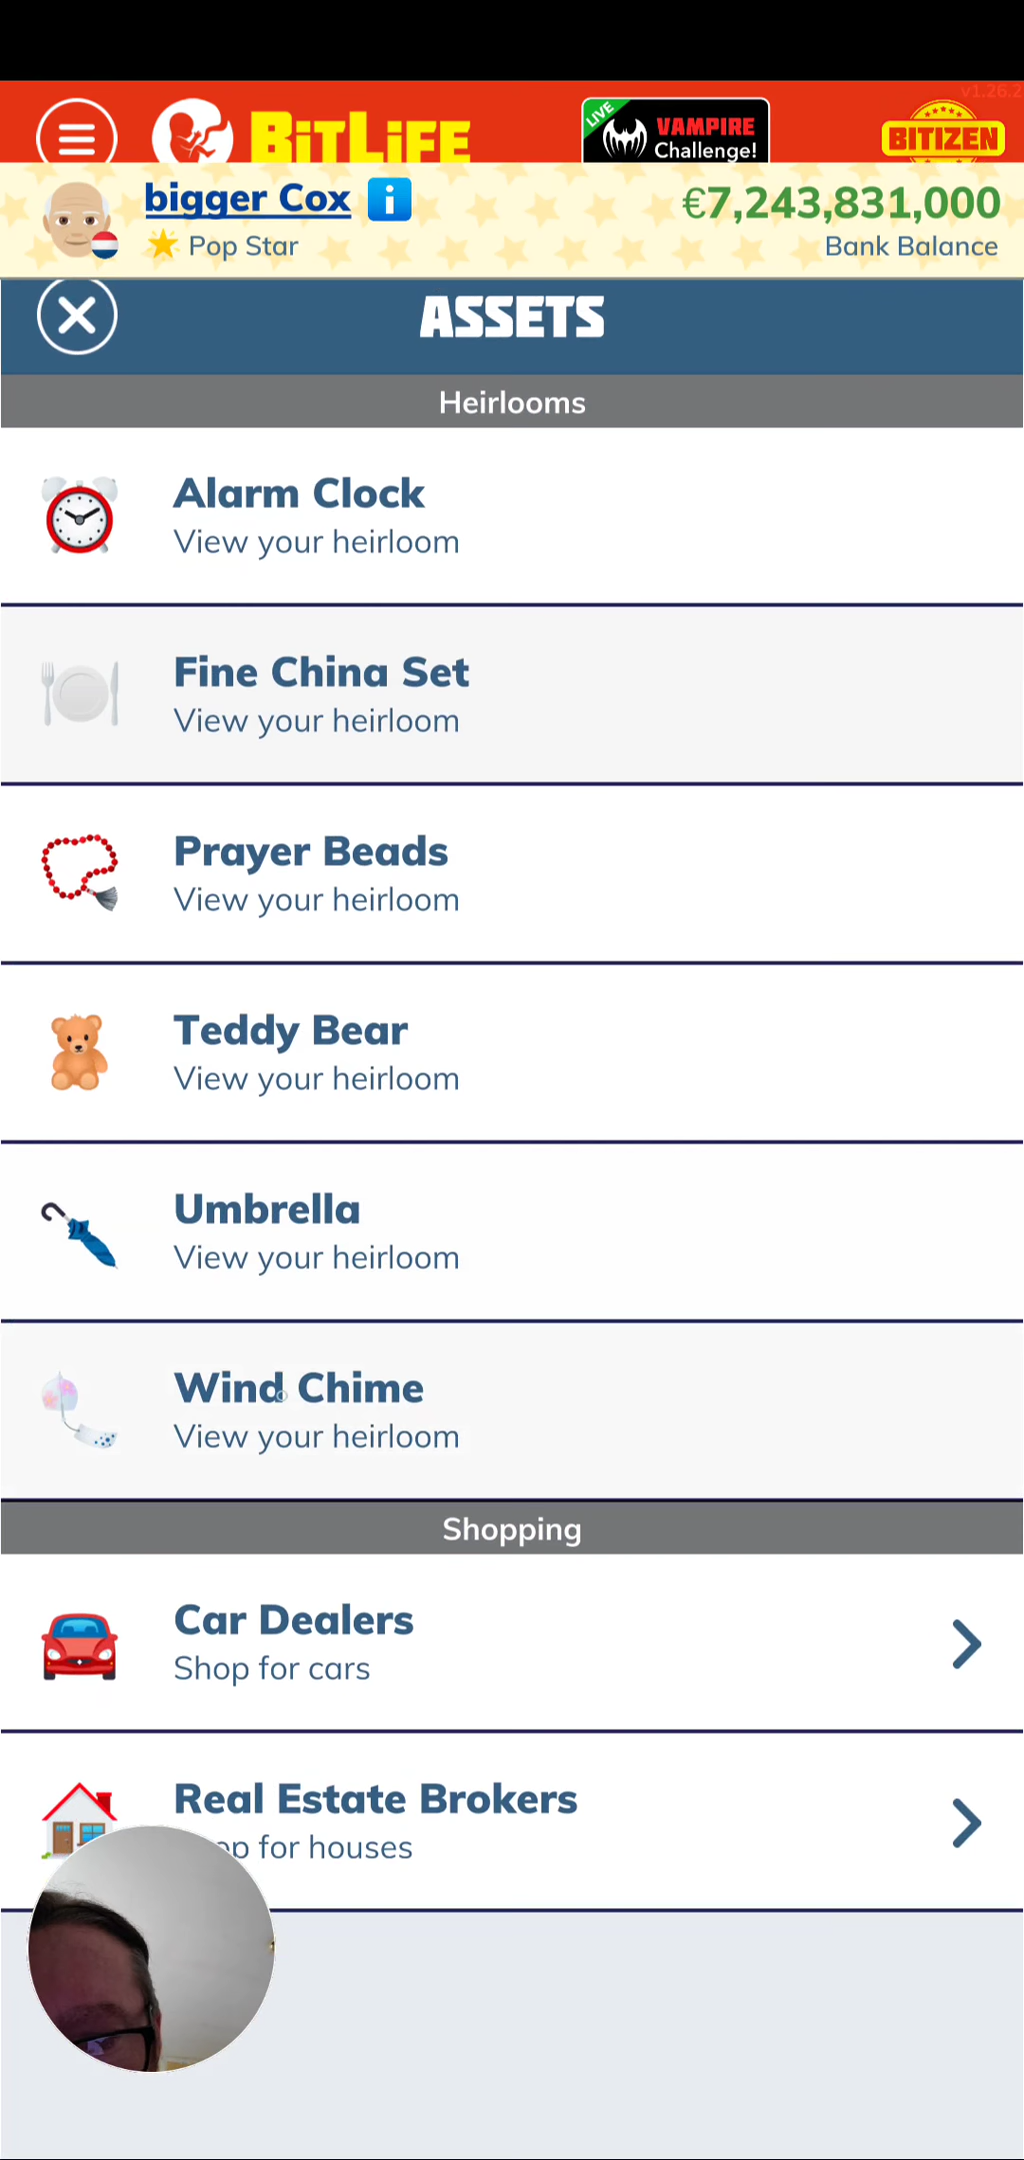 v1.26.2
BITLIFE
LIVE
VAMPIRE
Challenge!
BITIZEN
bigger Cox i
€7,243,831,000
Pop Star
Bank Balance
ASSETS
Heirlooms
Alarm Clock
View your heirloom
Fine China Set
View your heirloom
Prayer Beads
View your heirloom
Teddy Bear
View your heirloom
Umbrella
View your heirloom
Wind Chime
View your heirloom
Shopping
Car Dealers
Shop for cars
Real Estate Brokers
for houses